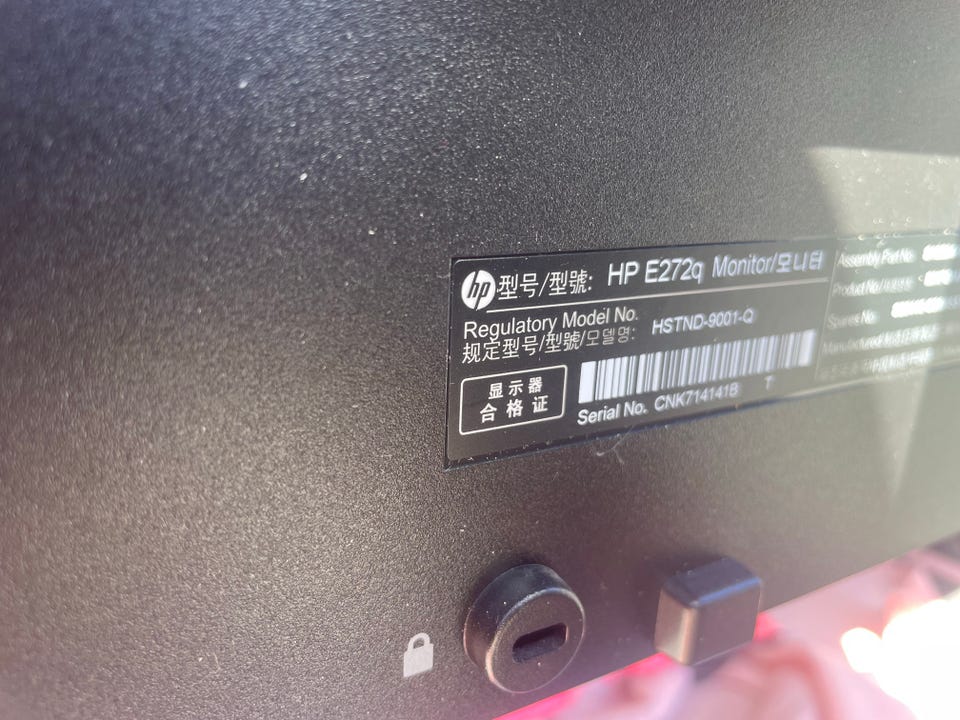 hp 型号/型號: HP E272q Monitor/모니터
Regulatory Model No.
规定型号/型號/모델명: HSTND-9001-Q
显示器
合格证
Serial No. CNK714141B T
Assembly Part No.
Product No.
Spares No.
Manufactured